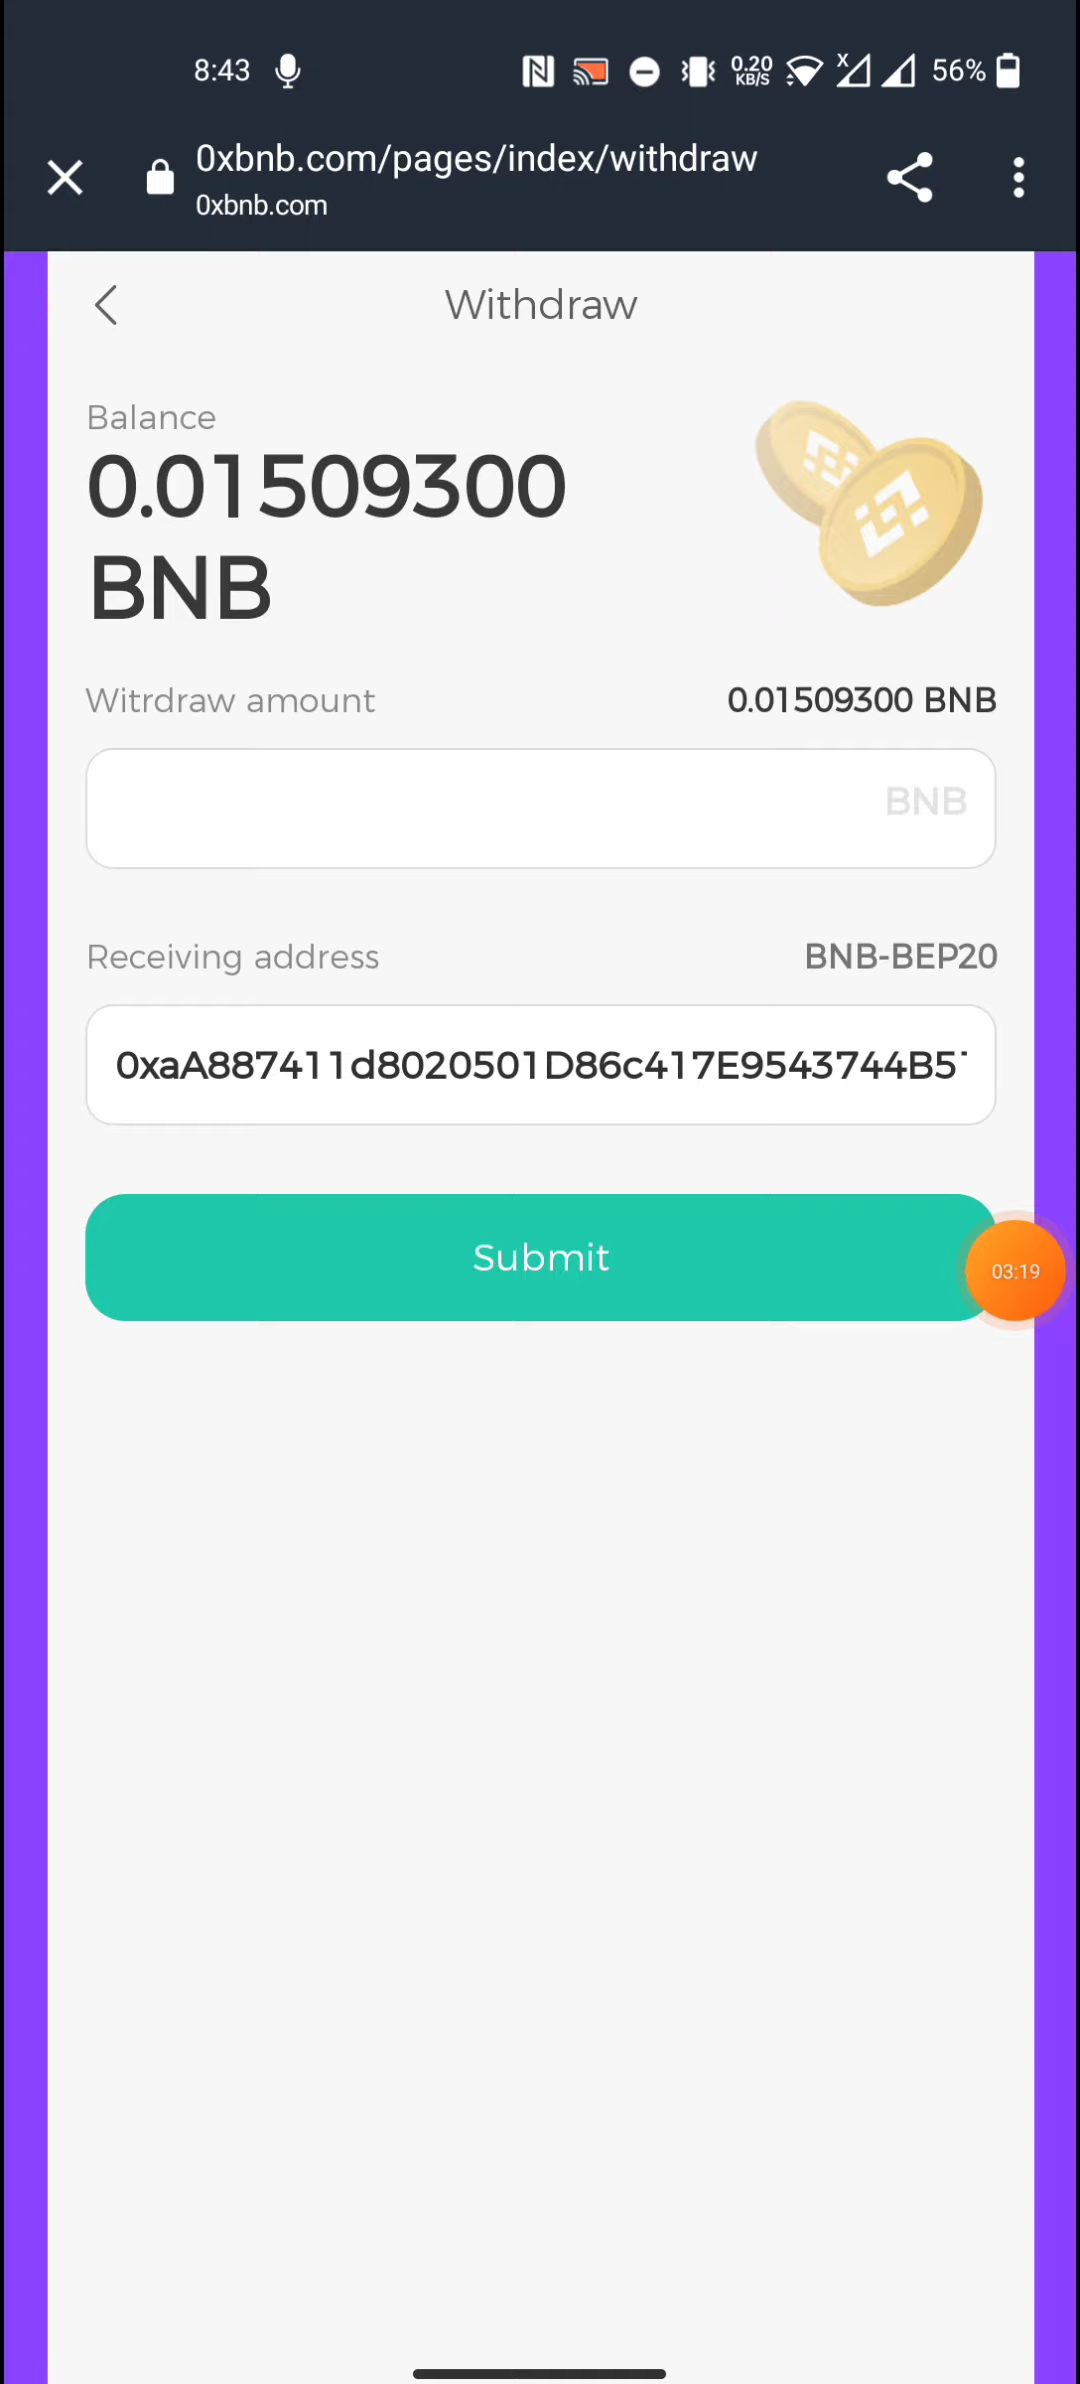 8:43 0.20 KB/S 56%
0xbnb.com/pages/index/withdraw
0xbnb.com
Withdraw
Balance
0.01509300
BNB
Witrdraw amount 0.01509300 BNB
BNB
Receiving address BNB-BEP20
0xaA887411d8020501D86c417E9543744B5
Submit
03:19